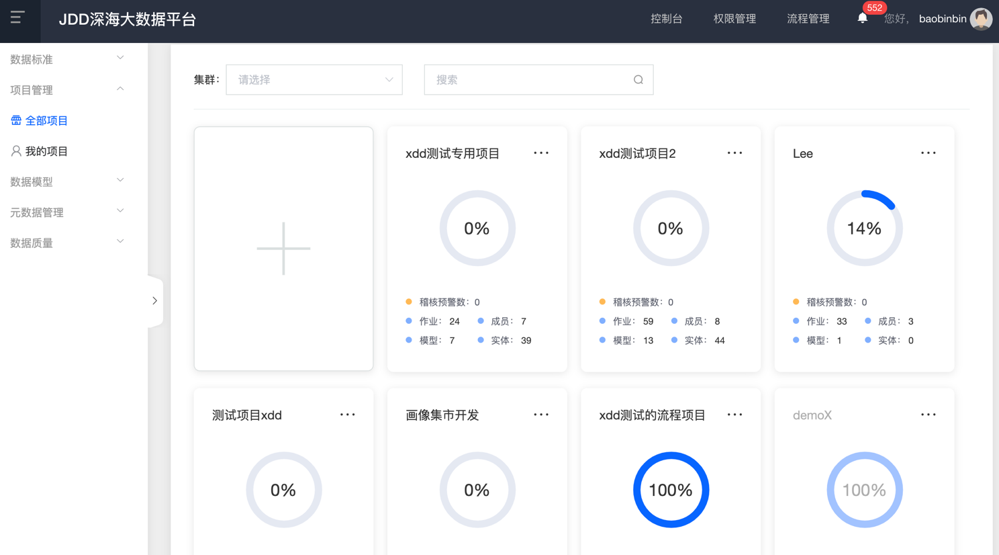 JDD深海大数据平台
控制台
权限管理
流程管理
552
您好，
baobinbin
数据标准
项目管理
全部项目
我的项目
数据模型
元数据管理
数据质量
集群：
请选择
搜索
xdd测试专用项目
0%
稽核预警数：0
作业： 24 成员： 7
模型： 7 实体： 39
xdd测试项目2
0%
稽核预警数：0
作业： 59 成员： 8
模型： 13 实体： 44
Lee
14%
稽核预警数：0
作业： 33 成员： 3
模型： 1 实体： 0
测试项目xdd
0%
画像集市开发
0%
xdd测试的流程项目
100%
demoX
100%